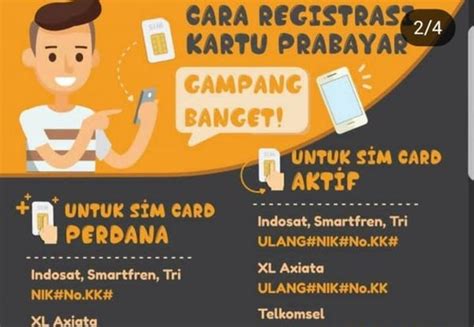 CARA REGISTRASI
KARTU PRABAYAR
2/4
GAMPANG
BANGET!
UNTUK SIM CARD
PERDANA
Indosat, Smartfren, Tri
NIK#No.KK#
XL Axiata
UNTUK SIM CARD
AKTIF
Indosat, Smartfren, Tri
ULANG#NIK#No.KK#
XL Axiata
ULANG#NIK#No.KK
Telkomsel